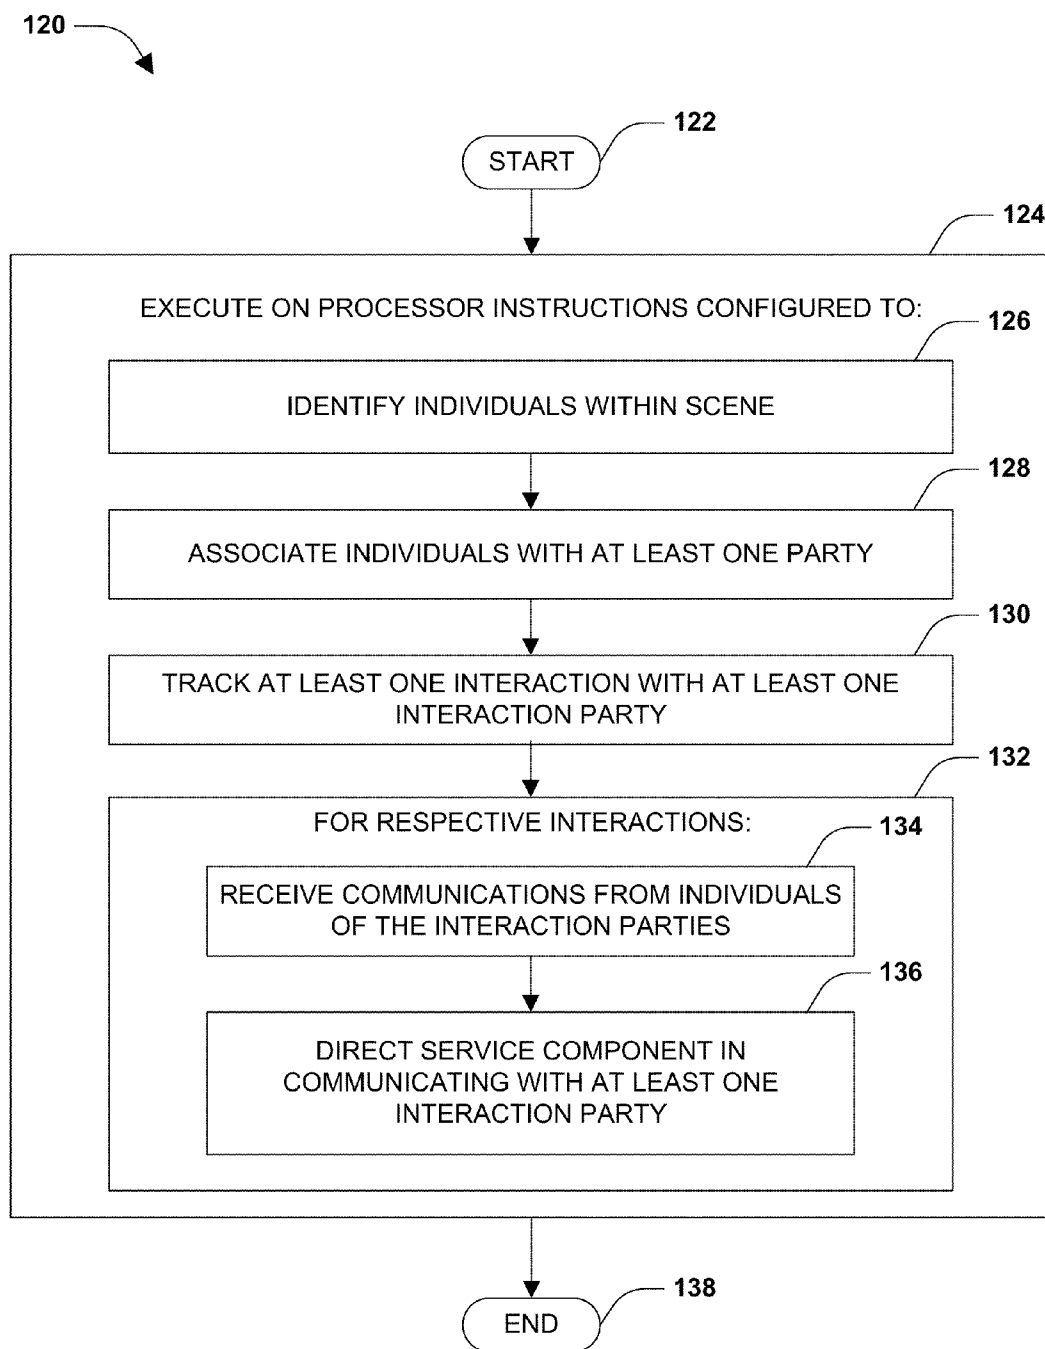 120
122
START
124
EXECUTE ON PROCESSOR INSTRUCTIONS CONFIGURED TO:
126
IDENTIFY INDIVIDUALS WITHIN SCENE
128
ASSOCIATE INDIVIDUALS WITH AT LEAST ONE PARTY
130
TRACK AT LEAST ONE INTERACTION WITH AT LEAST ONE
INTERACTION PARTY
132
FOR RESPECTIVE INTERACTIONS:
134
RECEIVE COMMUNICATIONS FROM INDIVIDUALS
OF THE INTERACTION PARTIES
136
DIRECT SERVICE COMPONENT IN
COMMUNICATING WITH AT LEAST ONE
INTERACTION PARTY
138
END